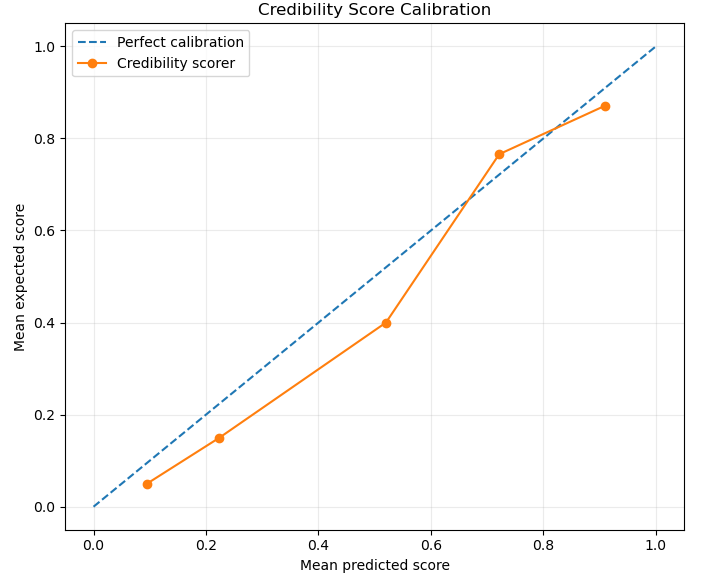 Credibility Score Calibration
Perfect calibration
Credibility scorer
Mean expected score
1.0
0.8
0.6
0.4
0.2
0.0
0.0 0.2 0.4 0.6 0.8 1.0
Mean predicted score